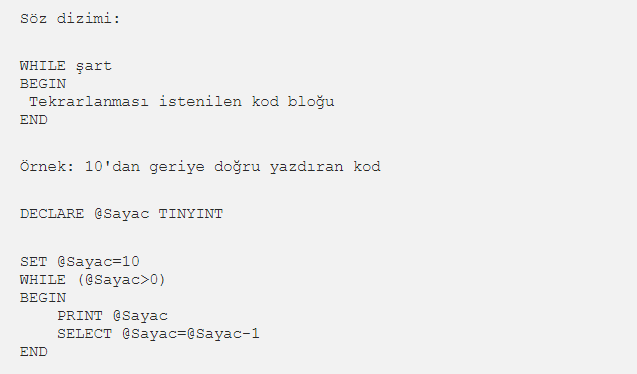 Söz dizimi:
WHILE şart
BEGIN
 Tekrarlanması istenilen kod bloğu
END
Örnek: 10'dan geriye doğru yazdıran kod
DECLARE @Sayac TINYINT
SET @Sayac=10
WHILE (@Sayac>0)
BEGIN
    PRINT @Sayac
    SELECT @Sayac=@Sayac-1
END